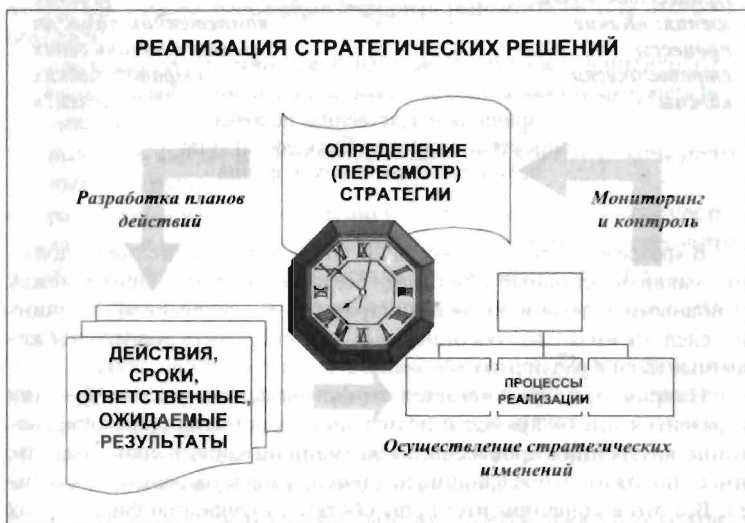 РЕАЛИЗАЦИЯ СТРАТЕГИЧЕСКИХ РЕШЕНИЙ
ОПРЕДЕЛЕНИЕ
(ПЕРЕСМОТР)
СТРАТЕГИИ
Разработка планов
действий
Мониторинг
и контроль
ДЕЙСТВИЯ,
СРОКИ,
ОТВЕТСТВЕННЫЕ,
ОЖИДАЕМЫЕ
РЕЗУЛЬТАТЫ
ПРОЦЕССЫ
РЕАЛИЗАЦИИ
Осуществление стратегических
изменений